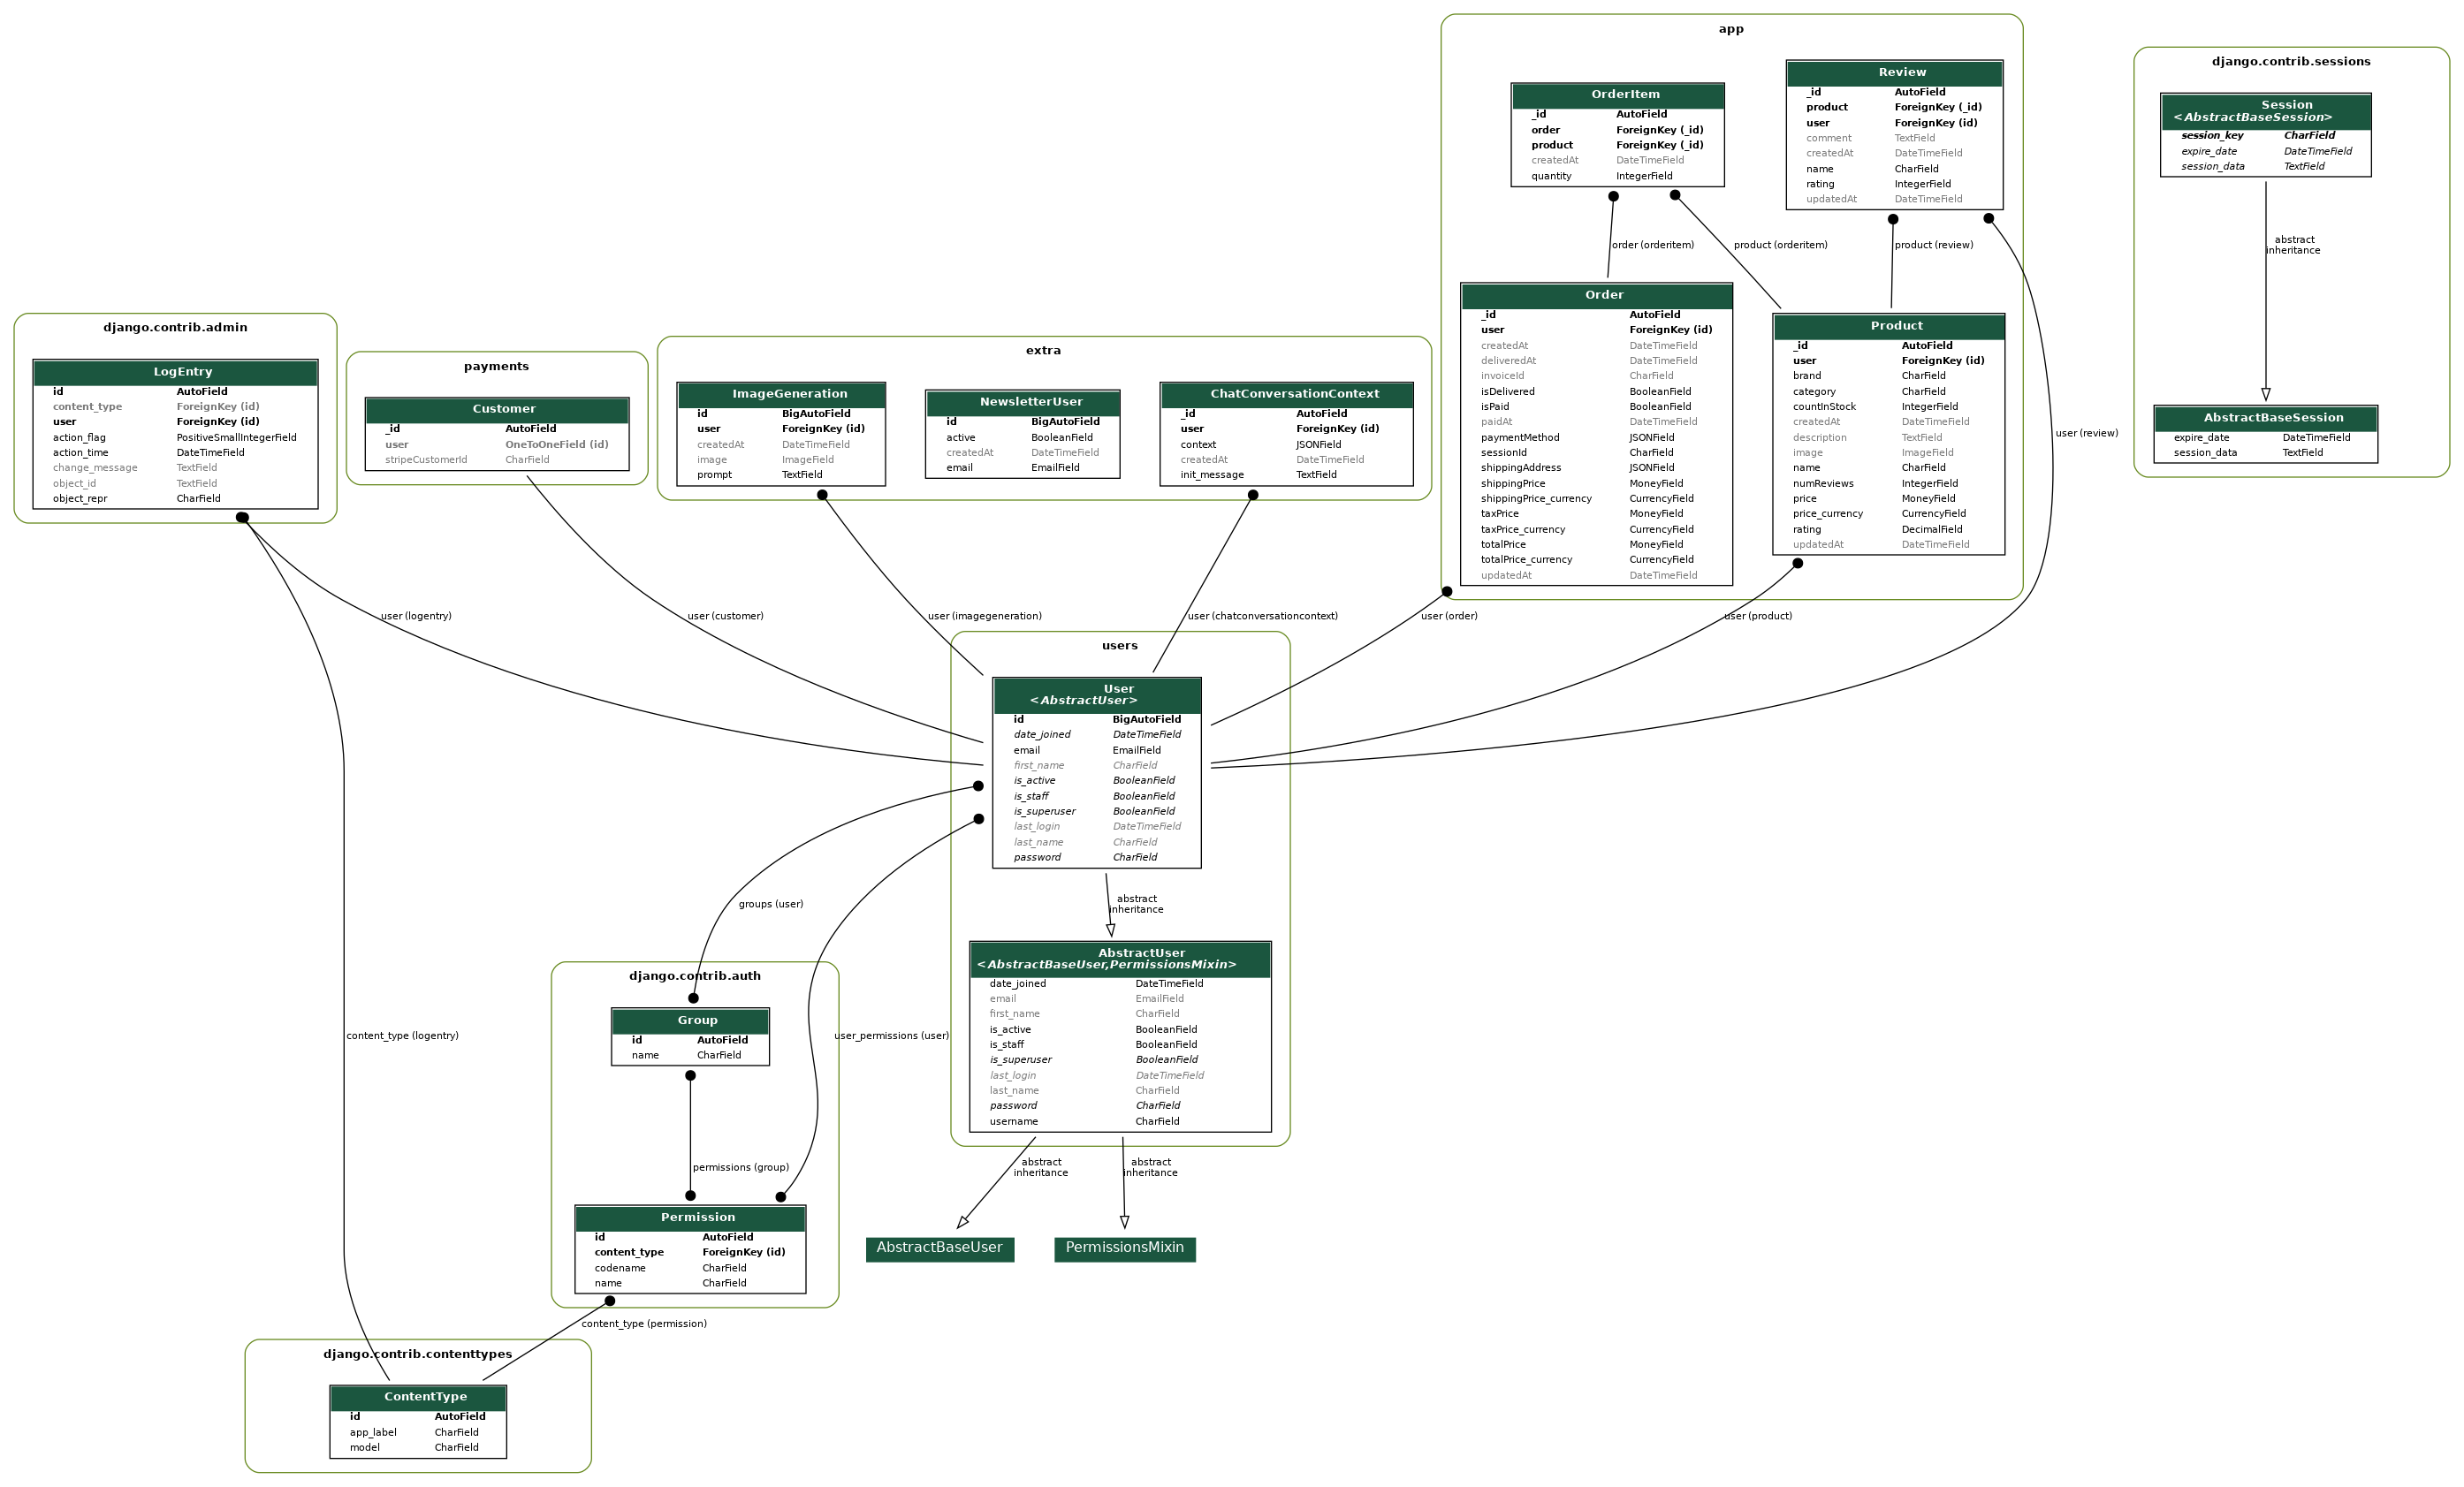 app
OrderItem
_id AutoField
order ForeignKey (_id)
product ForeignKey (_id)
createdAt DateTimeField
quantity IntegerField
Review
_id AutoField
product ForeignKey (_id)
user ForeignKey (id)
comment TextField
createdAt DateTimeField
name CharField
rating IntegerField
updatedAt DateTimeField
order (orderitem)
product (orderitem)
product (review)
Order
_id AutoField
user ForeignKey (id)
createdAt DateTimeField
deliveredAt DateTimeField
invoiceId CharField
isDelivered BooleanField
isPaid BooleanField
paidAt DateTimeField
paymentMethod JSONField
sessionId CharField
shippingAddress JSONField
shippingPrice MoneyField
shippingPrice_currency CurrencyField
taxPrice MoneyField
taxPrice_currency CurrencyField
totalPrice MoneyField
totalPrice_currency CurrencyField
updatedAt DateTimeField
Product
_id AutoField
user ForeignKey (id)
brand CharField
category CharField
countInStock IntegerField
createdAt DateTimeField
description TextField
image ImageField
name CharField
numReviews IntegerField
price MoneyField
price_currency CurrencyField
rating DecimalField
updatedAt DateTimeField
user (review)
django.contrib.sessions
Session
<AbstractBaseSession>
session_key CharField
expire_date DateTimeField
session_data TextField
abstract
inheritance
AbstractBaseSession
expire_date DateTimeField
session_data TextField
django.contrib.admin
LogEntry
id AutoField
content_type ForeignKey (id)
user ForeignKey (id)
action_flag PositiveSmallIntegerField
action_time DateTimeField
change_message TextField
object_id TextField
object_repr CharField
payments
Customer
_id AutoField
user OneToOneField (id)
stripeCustomerId CharField
extra
ImageGeneration
id BigAutoField
user ForeignKey (id)
createdAt DateTimeField
image ImageField
prompt TextField
NewsletterUser
id BigAutoField
active BooleanField
createdAt DateTimeField
email EmailField
ChatConversationContext
_id AutoField
user ForeignKey (id)
context JSONField
createdAt DateTimeField
init_message TextField
user (logentry)
user (customer)
user (imagegeneration)
user (chatconversationcontext)
user (order)
user (product)
users
User
<AbstractUser>
id BigAutoField
date_joined DateTimeField
email EmailField
first_name CharField
is_active BooleanField
is_staff BooleanField
is_superuser BooleanField
last_login DateTimeField
last_name CharField
password CharField
groups (user)
abstract
inheritance
AbstractUser
<AbstractBaseUser,PermissionsMixin>
date_joined DateTimeField
email EmailField
first_name CharField
is_active BooleanField
is_staff BooleanField
is_superuser BooleanField
last_login DateTimeField
last_name CharField
password CharField
username CharField
django.contrib.auth
Group
id AutoField
name CharField
content_type (logentry)
user_permissions (user)
permissions (group)
abstract
inheritance
abstract
inheritance
Permission
id AutoField
content_type ForeignKey (id)
codename CharField
name CharField
AbstractBaseUser
PermissionsMixin
content_type (permission)
django.contrib.contenttypes
ContentType
id AutoField
app_label CharField
model CharField